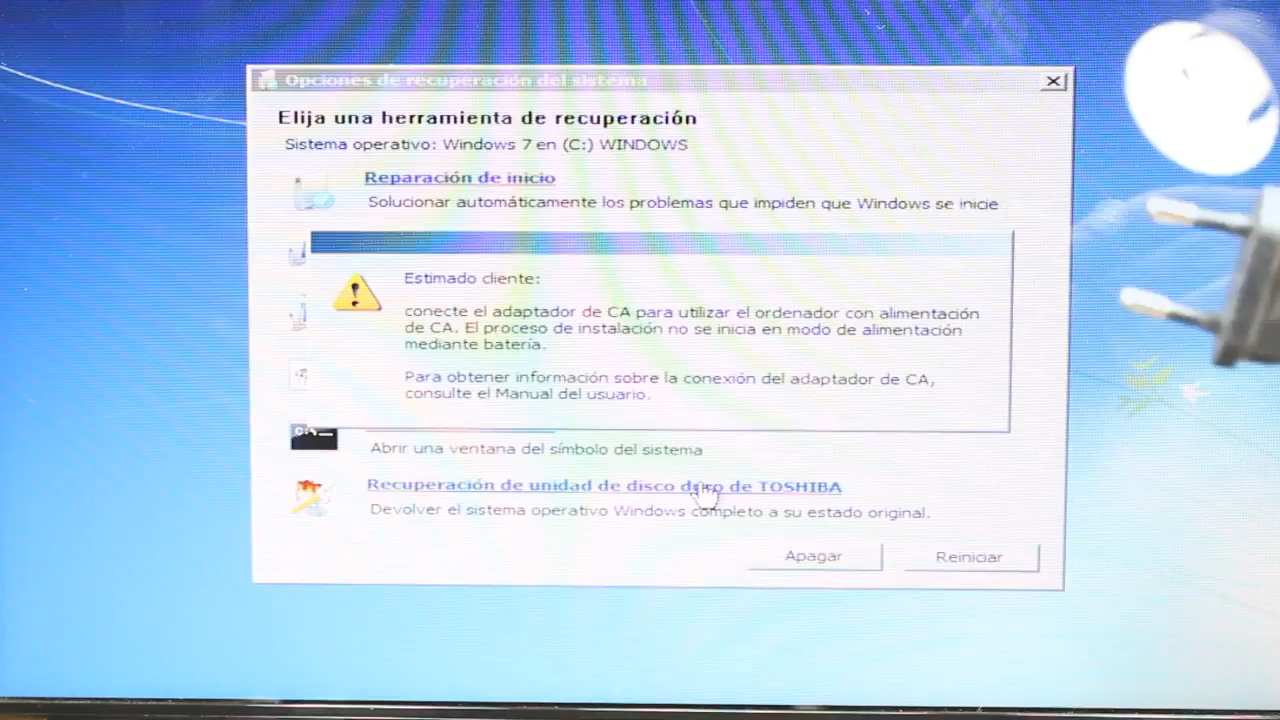 Opciones de recuperación del sistema
Elija una herramienta de recuperación
Sistema operativo: Windows 7 en (C:) WINDOWS
Reparación de inicio
Solucionar automáticamente los problemas que impiden que Windows se inicie
Estimado cliente:
Conecte el adaptador de CA para utilizar el ordenador con alimentación
de CA. El proceso de instalación no se inicia en modo de alimentación
mediante batería.
Para obtener información sobre la conexión del adaptador de CA,
consulte el Manual del usuario.
C:\_
Abrir una ventana del símbolo del sistema
Recuperación de unidad de disco duro de TOSHIBA
Devolver el sistema operativo Windows completo a su estado original.
Apagar
Reiniciar